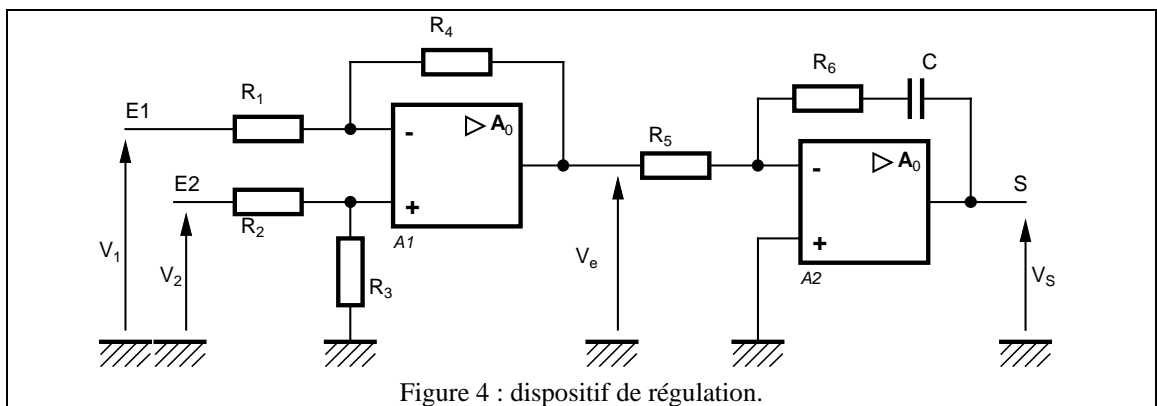 R4
R6
C
E1
R1
- ▷ A0
R5
- ▷ A0
E2
S
R2
+
A1
+
A2
V1
V2
R3
Ve
VS
Figure 4 : dispositif de régulation.